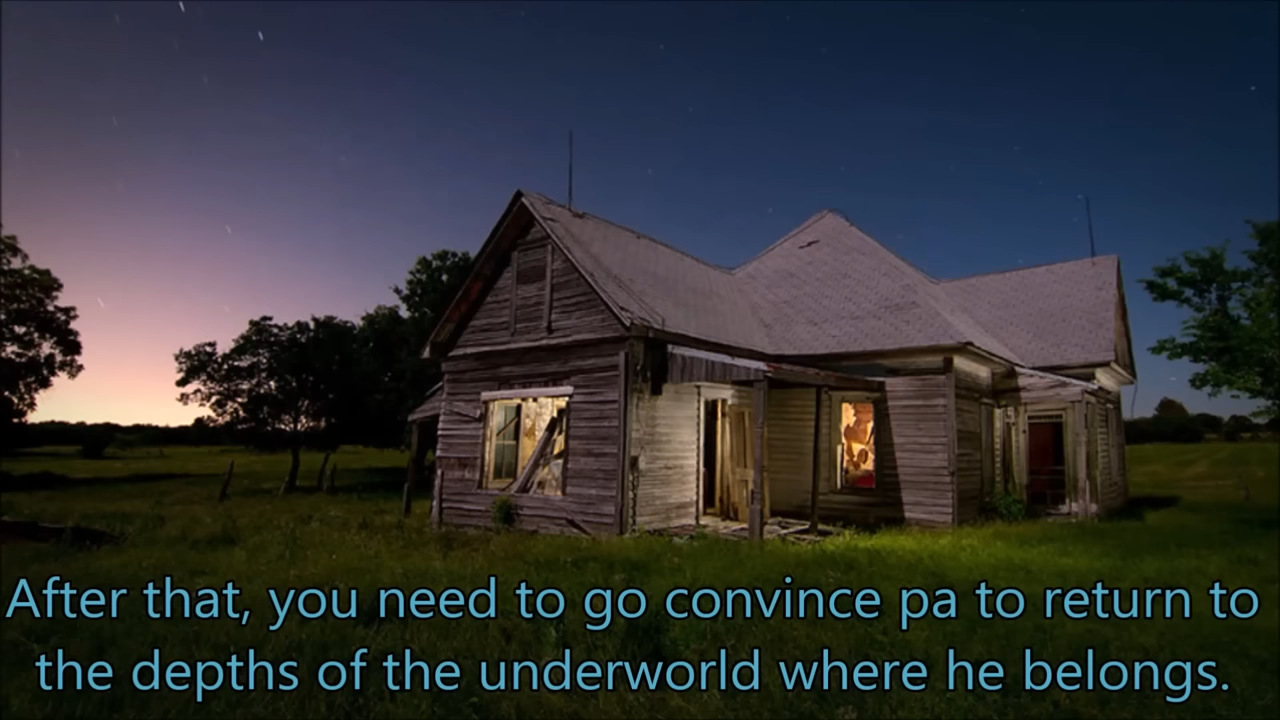 After that, you need to go convince pa to return to
the depths of the underworld where he belongs.